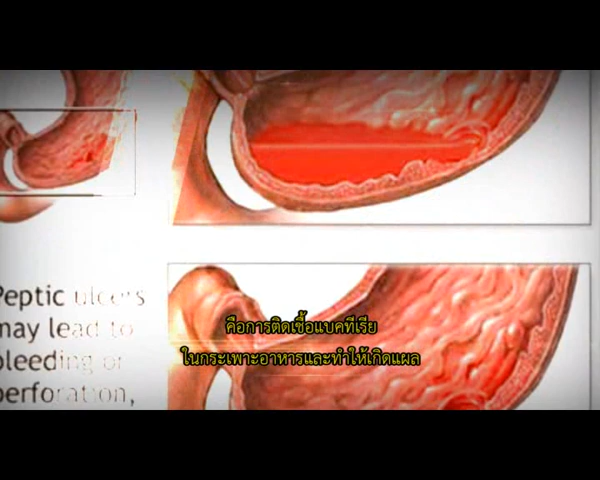 Peptic ulcers
may lead to
bleeding or
perforation,
คือการติดเชื้อแบคทีเรีย
ในกระเพาะอาหารและทำให้เกิดแผล